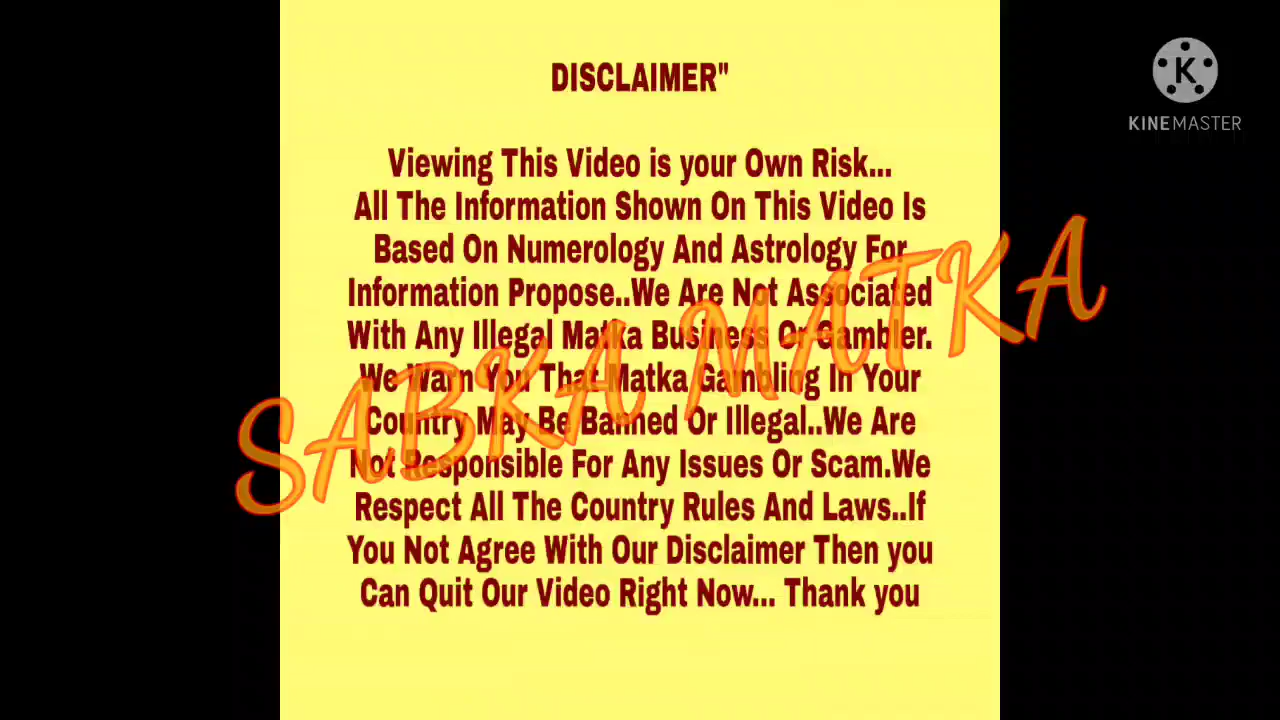 DISCLAIMER"
Viewing This Video is your Own Risk...
All The Information Shown On This Video Is
Based On Numerology And Astrology For
Information Propose..We Are Not Associated
With Any Illegal Matka Business Or Gambler.
We Warn You That Matka Gambling In Your
Country May Be Banned Or Illegal..We Are
Not Responsible For Any Issues Or Scam.We
Respect All The Country Rules And Laws..If
You Not Agree With Our Disclaimer Then you
Can Quit Our Video Right Now... Thank you
SABKA MATKA
K
KINEMASTER